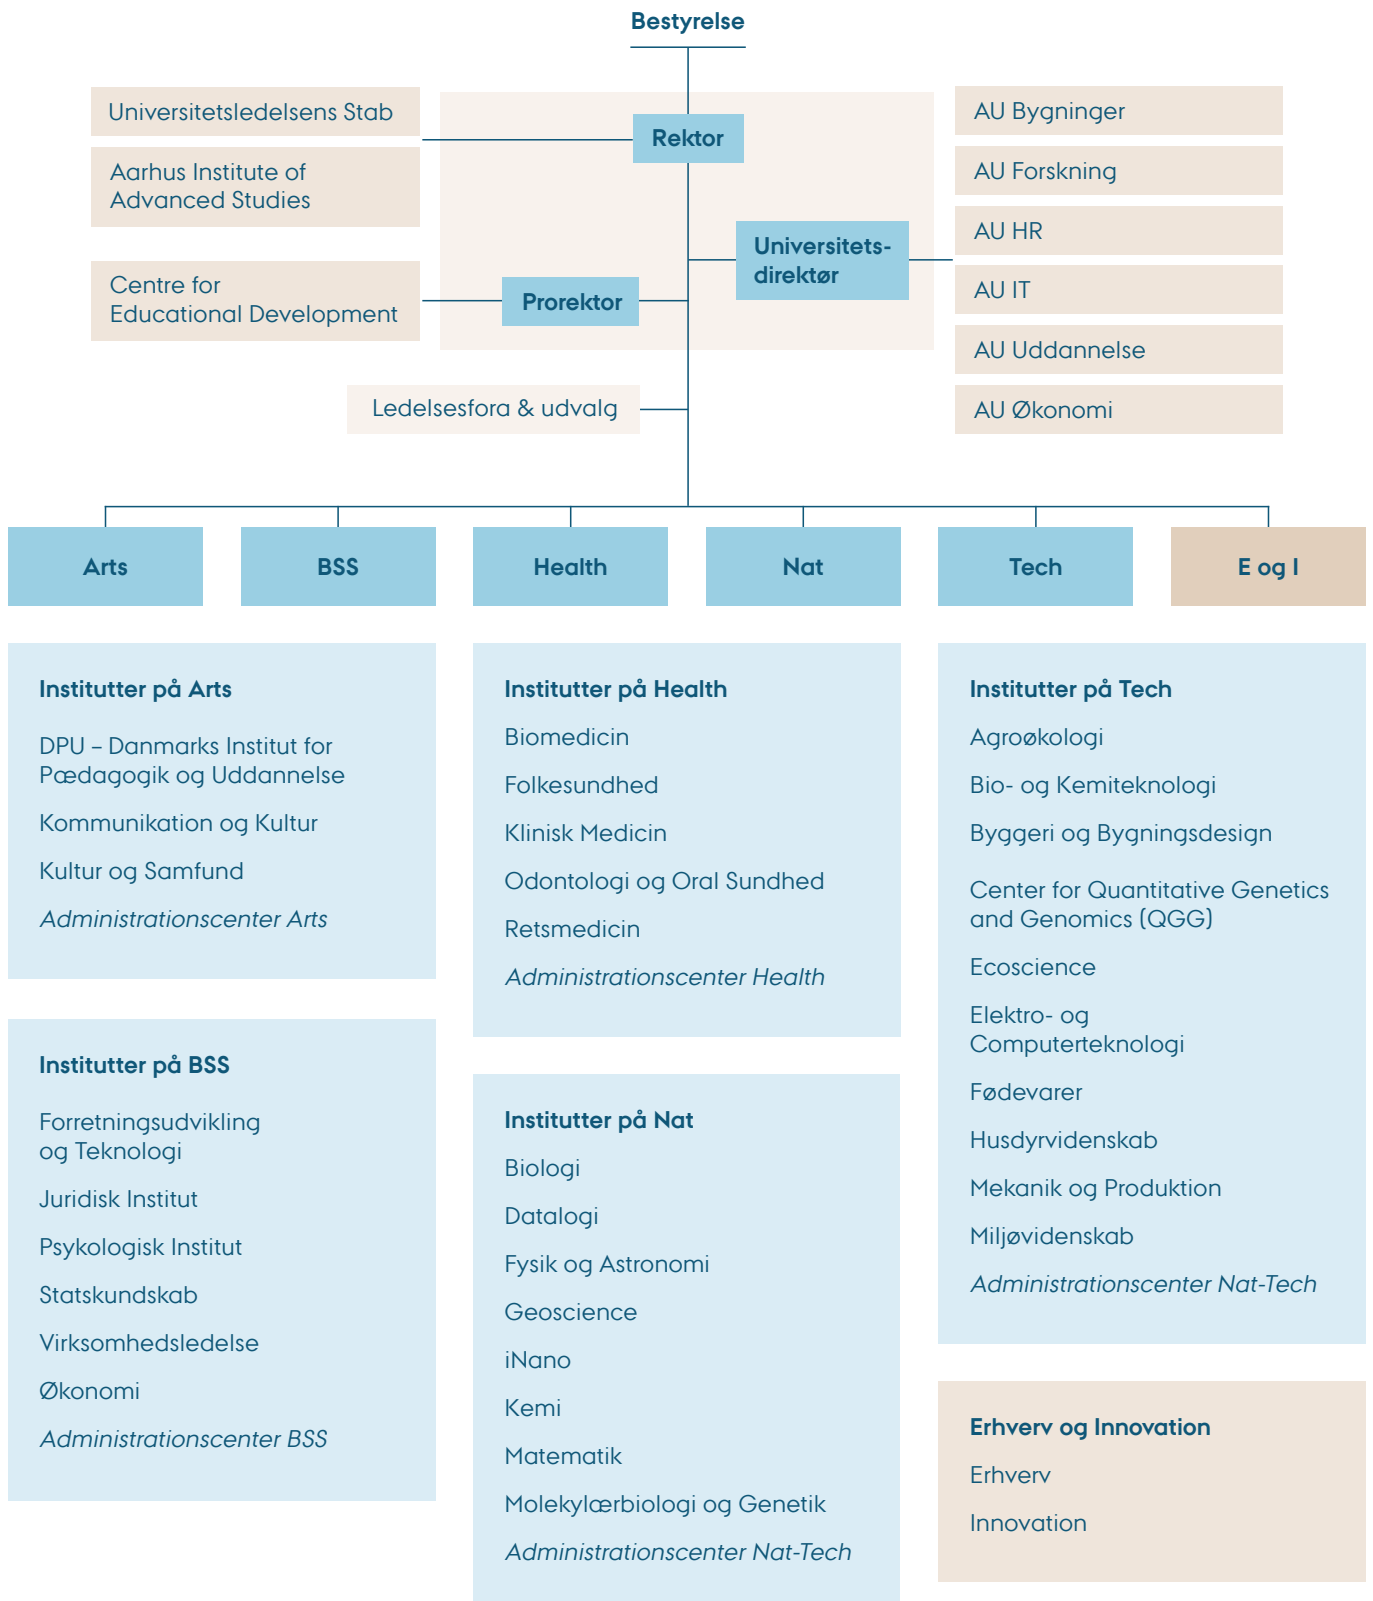 Bestyrelse
Universitetsledelsens Stab
Aarhus Institute of
Advanced Studies
Centre for
Educational Development
Rektor
Universitets-
direktør
Prorektor
Ledelsesfora & udvalg
AU Bygninger
AU Forskning
AU HR
AU IT
AU Uddannelse
AU Økonomi
Arts
BSS
Health
Nat
Tech
E og I
Institutter på Arts
DPU – Danmarks Institut for
Pædagogik og Uddannelse
Kommunikation og Kultur
Kultur og Samfund
Administrationscenter Arts
Institutter på BSS
Forretningsudvikling
og Teknologi
Juridisk Institut
Psykologisk Institut
Statskundskab
Virksomhedsledelse
Økonomi
Administrationscenter BSS
Institutter på Health
Biomedicin
Folkesundhed
Klinisk Medicin
Odontologi og Oral Sundhed
Retsmedicin
Administrationscenter Health
Institutter på Nat
Biologi
Datalogi
Fysik og Astronomi
Geoscience
iNano
Kemi
Matematik
Molekylærbiologi og Genetik
Administrationscenter Nat-Tech
Institutter på Tech
Agroøkologi
Bio- og Kemiteknologi
Byggeri og Bygningsdesign
Center for Quantitative Genetics
and Genomics (QGG)
Ecoscience
Elektro- og
Computerteknologi
Fødevarer
Husdyrvidenskab
Mekanik og Produktion
Miljøvidenskab
Administrationscenter Nat-Tech
Erhverv og Innovation
Erhverv
Innovation